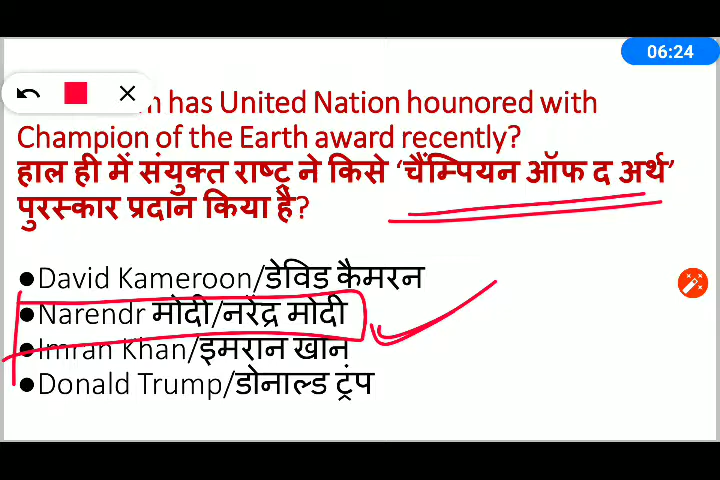 06:24
has United Nation hounored with
Champion of the Earth award recently?
हाल ही में संयुक्त राष्ट्र ने किसे ‘चैंम्पियन ऑफ द अर्थ’
पुरस्कार प्रदान किया है?
●David Kameroon/डेविड कैमरन
●Narendr मोदी/नरेंद्र मोदी
●Imran Khan/इमरान खान
●Donald Trump/डोनाल्ड ट्रंप